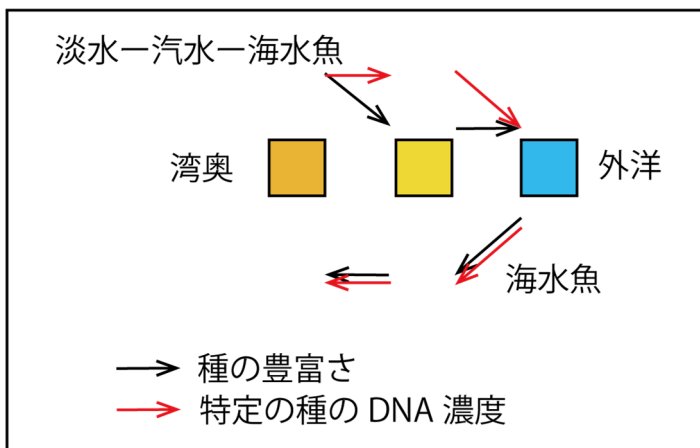 淡水ー汽水ー海水魚
湾奥
外洋
海水魚
種の豊富さ
特定の種の DNA 濃度